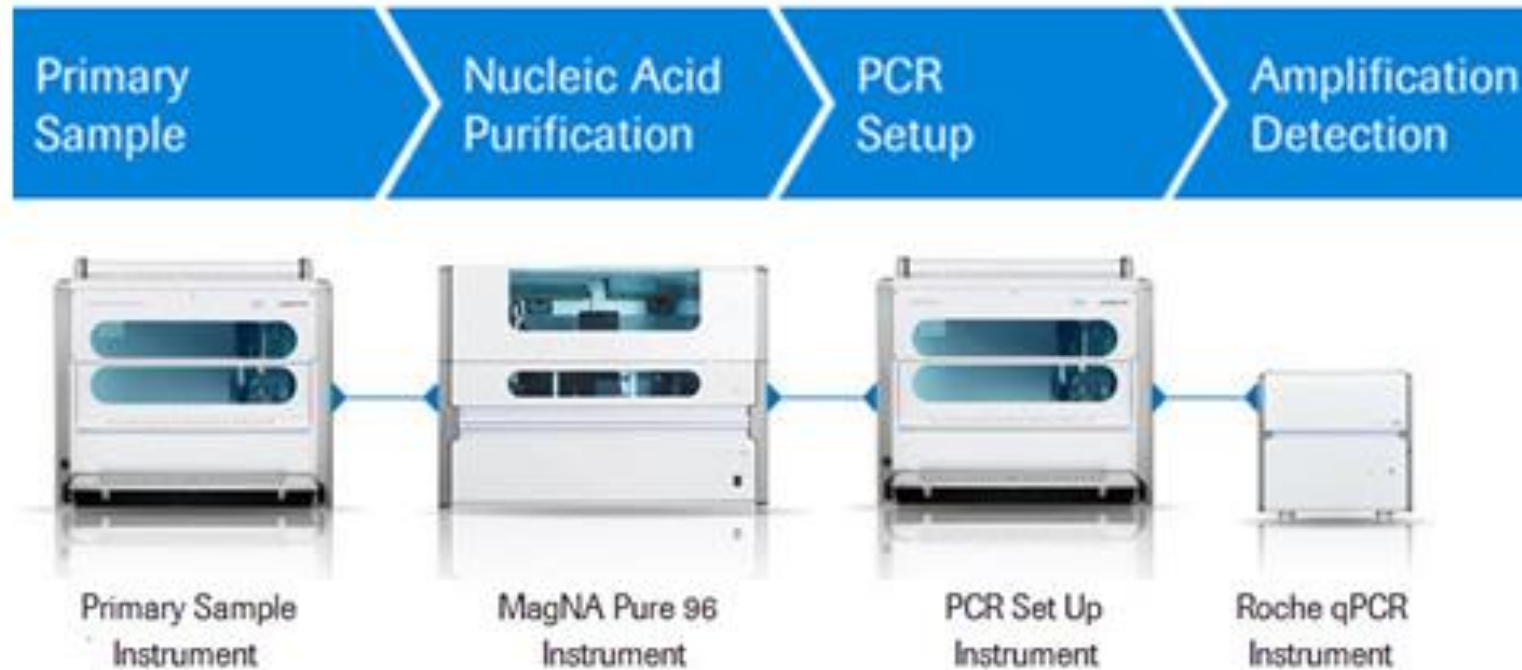 Primary
Sample
Nucleic Acid
Purification
PCR
Setup
Amplification
Detection
Primary Sample
Instrument
MagNA Pure 96
Instrument
PCR Set Up
Instrument
Roche qPCR
Instrument